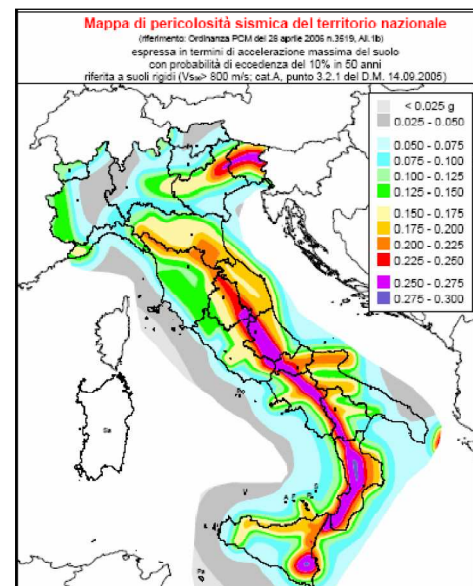 Mappa di pericolosità sismica del territorio nazionale
(riferimento: Ordinanza PCM del 28 aprile 2006 n.3519, All.1b)
espressa in termini di accelerazione massima del suolo
con probabilità di eccedenza del 10% in 50 anni
riferita a suoli rigidi (Vs₃₀> 800 m/s; cat.A, punto 3.2.1 del D.M. 14.09.2005)
< 0.025 g
0.025 - 0.050
0.050 - 0.075
0.075 - 0.100
0.100 - 0.125
0.125 - 0.150
0.150 - 0.175
0.175 - 0.200
0.200 - 0.225
0.225 - 0.250
0.250 - 0.275
0.275 - 0.300
Sa
V